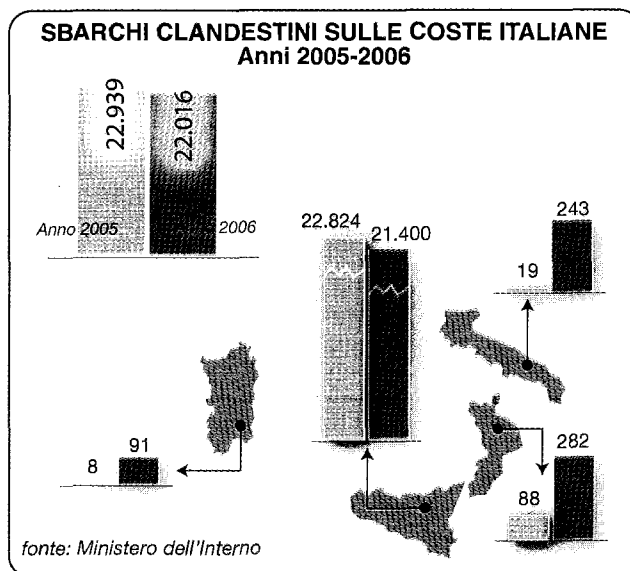 SBARCHI CLANDESTINI SULLE COSTE ITALIANE
Anni 2005-2006
22.939
22.016
Anno 2005
2006
22.824
21.400
19
243
8
91
88
282
fonte: Ministero dell'Interno